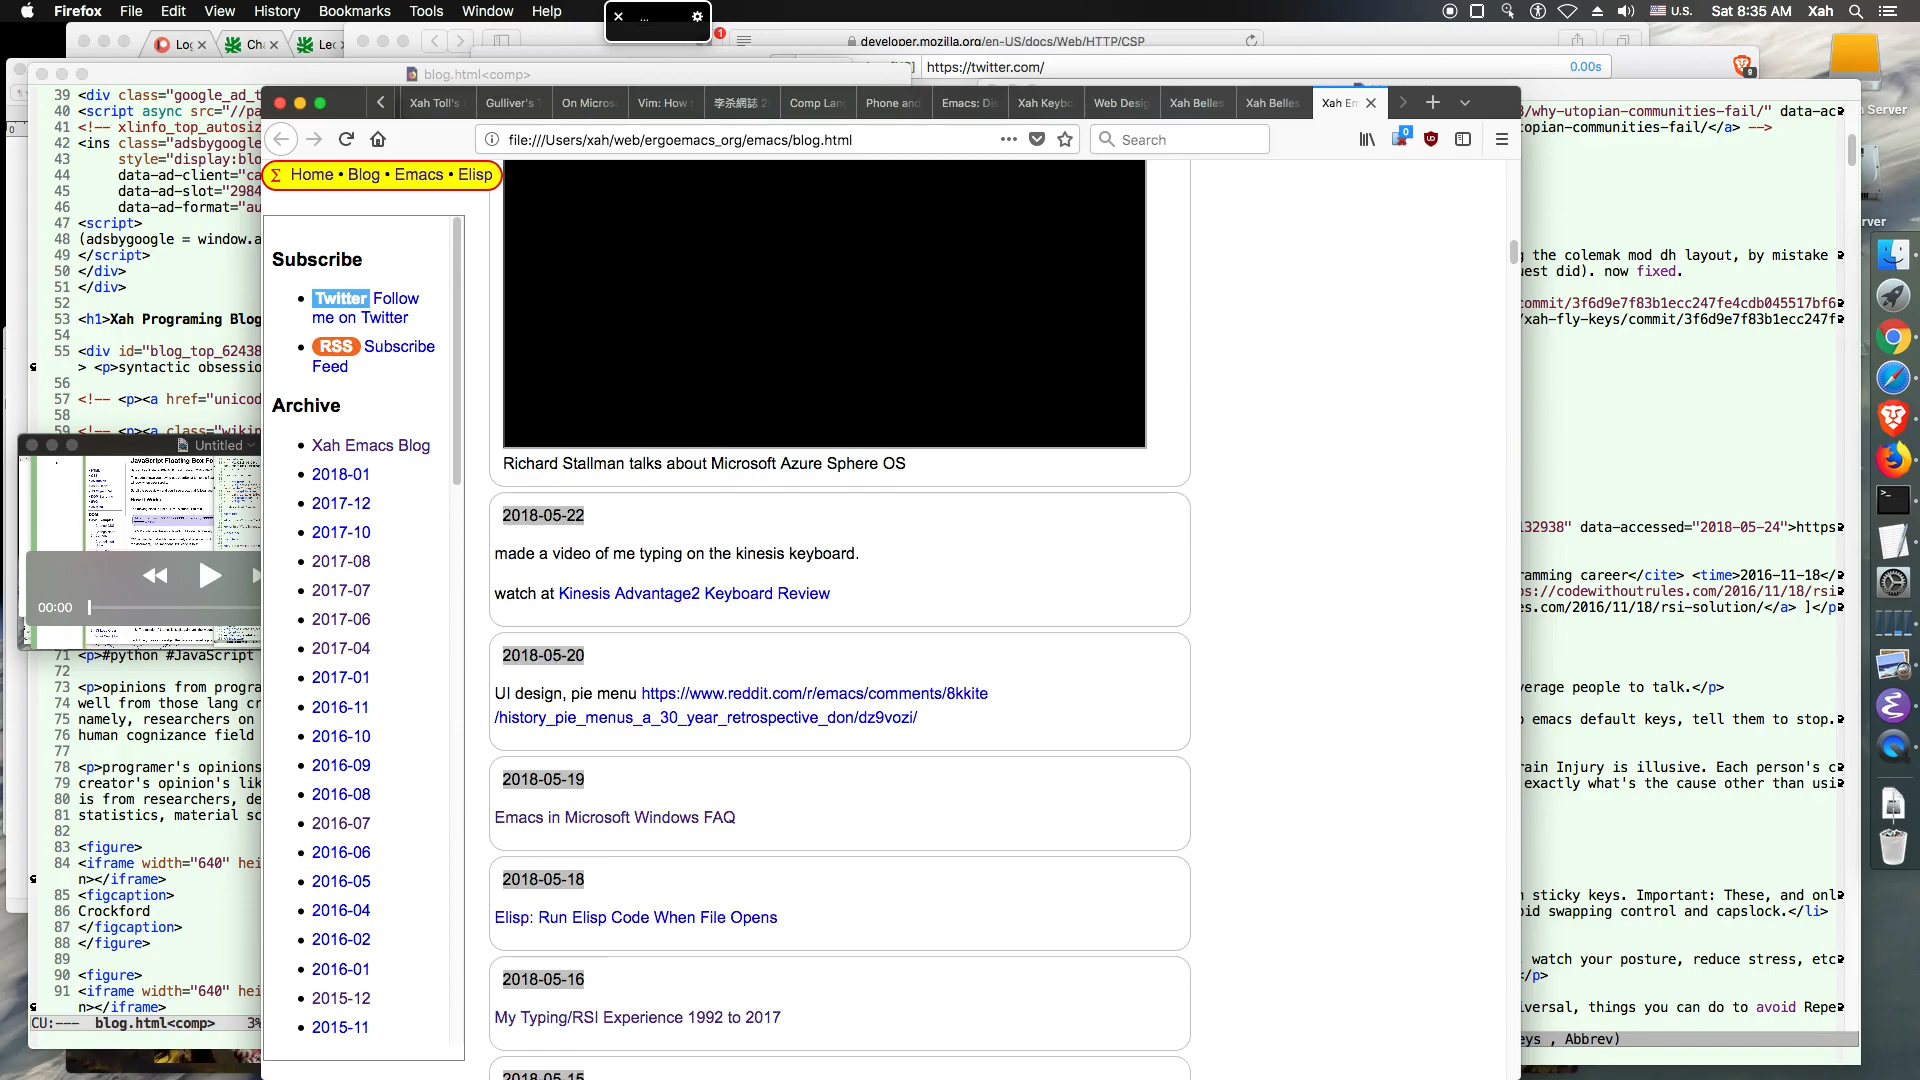 Firefox File Edit View History Bookmarks Tools Window Help
U.S. Sat 8:35 AM Xah
developer.mozilla.org/en-US/docs/Web/HTTP/CSP
https://twitter.com/ 0.00s
blog.html<comp>
Xah Toll's Gulliver's On Micros Vim: How 李杀網誌 2 Comp Lan Phone and Emacs: Di Xah Keybo Web Desig Xah Belles Xah Belles Xah Em
file:///Users/xah/web/ergoemacs_org/emacs/blog.html
Search
Σ Home • Blog • Emacs • Elisp
Subscribe
Twitter Follow
me on Twitter
RSS Subscribe
Feed
Archive
Xah Emacs Blog
2018-01
2017-12
2017-10
2017-08
2017-07
2017-06
2017-04
2017-01
2016-11
2016-10
2016-09
2016-08
2016-07
2016-06
2016-05
2016-04
2016-02
2016-01
2015-12
2015-11
Richard Stallman talks about Microsoft Azure Sphere OS
2018-05-22
made a video of me typing on the kinesis keyboard.
watch at Kinesis Advantage2 Keyboard Review
2018-05-20
UI design, pie menu https://www.reddit.com/r/emacs/comments/8kkite
/history_pie_menus_a_30_year_retrospective_don/dz9vozi/
2018-05-19
Emacs in Microsoft Windows FAQ
2018-05-18
Elisp: Run Elisp Code When File Opens
2018-05-16
My Typing/RSI Experience 1992 to 2017
39 <div class="google_ad_t
40 <script async src="//pa
41 <!-- xlinfo_top_autosiz
42 <ins class="adsbygoogle
43 style="display:blo
44 data-ad-client="ca
45 data-ad-slot="2984
46 data-ad-format="au
47 <script>
48 (adsbygoogle = window.a
49 </script>
50 </div>
51 </div>
52
53 <h1>Xah Programing Blog
54
55 <div id="blog_top_62438
> <p>syntactic obsessio
56
57 <!-- <p><a href="unicod
58
59 <!-- <p><a class="wikip
Untitled
00:00
71 <p>#python #JavaScript
72
73 <p>opinions from progra
74 well from those lang cr
75 namely, researchers on
76 human cognizance field
77
78 <p>programer's opinions
79 creator's opinion's lik
80 is from researchers, de
81 statistics, material sc
82
83 <figure>
84 <iframe width="640" hei
n></iframe>
85 <figcaption>
86 Crockford
87 </figcaption>
88 </figure>
89
90 <figure>
91 <iframe width="640" hei
n></iframe>
CU:--- blog.html<comp> 3%
3/why-utopian-communities-fail/" data-ac
topian-communities-fail/</a> -->
g the colemak mod dh layout, by mistake
uest did). now fixed.
commit/3f6d9e7f83b1ecc247fe4cdb045517bf6
/xah-fly-keys/commit/3f6d9e7f83b1ecc247f
132938" data-accessed="2018-05-24">https
ramming career</cite> <time>2016-11-18</
ps://codewithoutrules.com/2016/11/18/rsi
es.com/2016/11/18/rsi-solution/</a> ]</p
verage people to talk.</p>
o emacs default keys, tell them to stop.
rain Injury is illusive. Each person's c
exactly what's the cause other than usi
n sticky keys. Important: These, and onl
oid swapping control and capslock.</li>
, watch your posture, reduce stress, etc
</p>
iversal, things you can do to avoid Repe
eys , Abbrev)